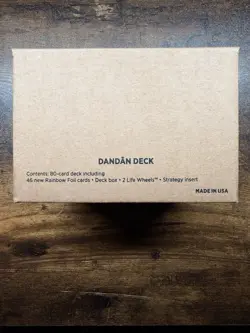 DANDÂN DECK
Contents: 80-card deck including
46 new Rainbow Foil cards • Deck box • 2 Life Wheels™ • Strategy insert
MADE IN USA